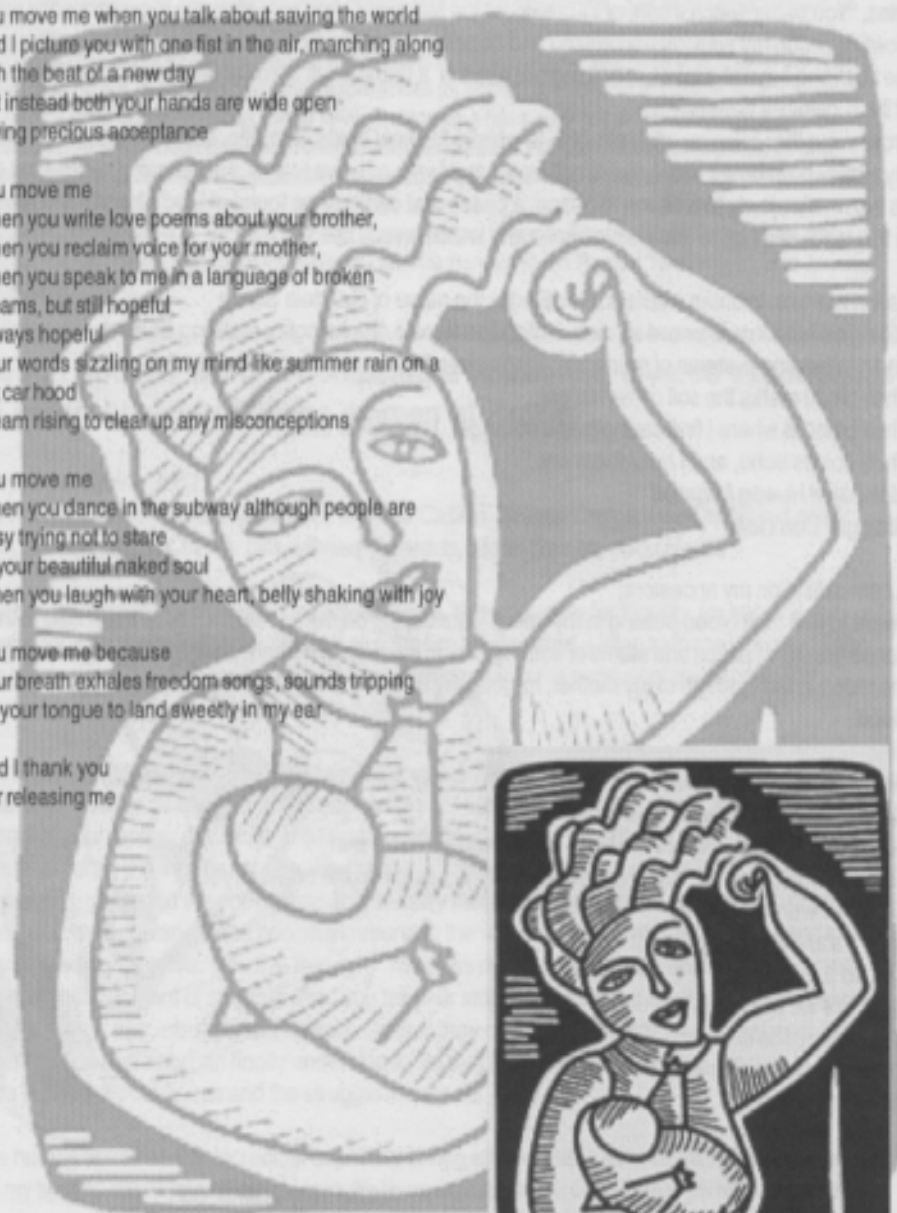 u move me when you talk about saving the world
d I picture you with one fist in the air, marching along
h the beat of a new day
t instead both your hands are wide open
ing precious acceptance
u move me
en you write love poems about your brother,
en you reclaim voice for your mother,
en you speak to me in a language of broken
eams, but still hopeful
ways hopeful
ur words sizzling on my mind like summer rain on a
car hood
eam rising to clear up any misconceptions
u move me
en you dance in the subway although people are
sy trying not to stare
your beautiful naked soul
en you laugh with your heart, belly shaking with joy
u move me because
ur breath exhales freedom songs, sounds tripping
your tongue to land sweetly in my ear
d I thank you
r releasing me